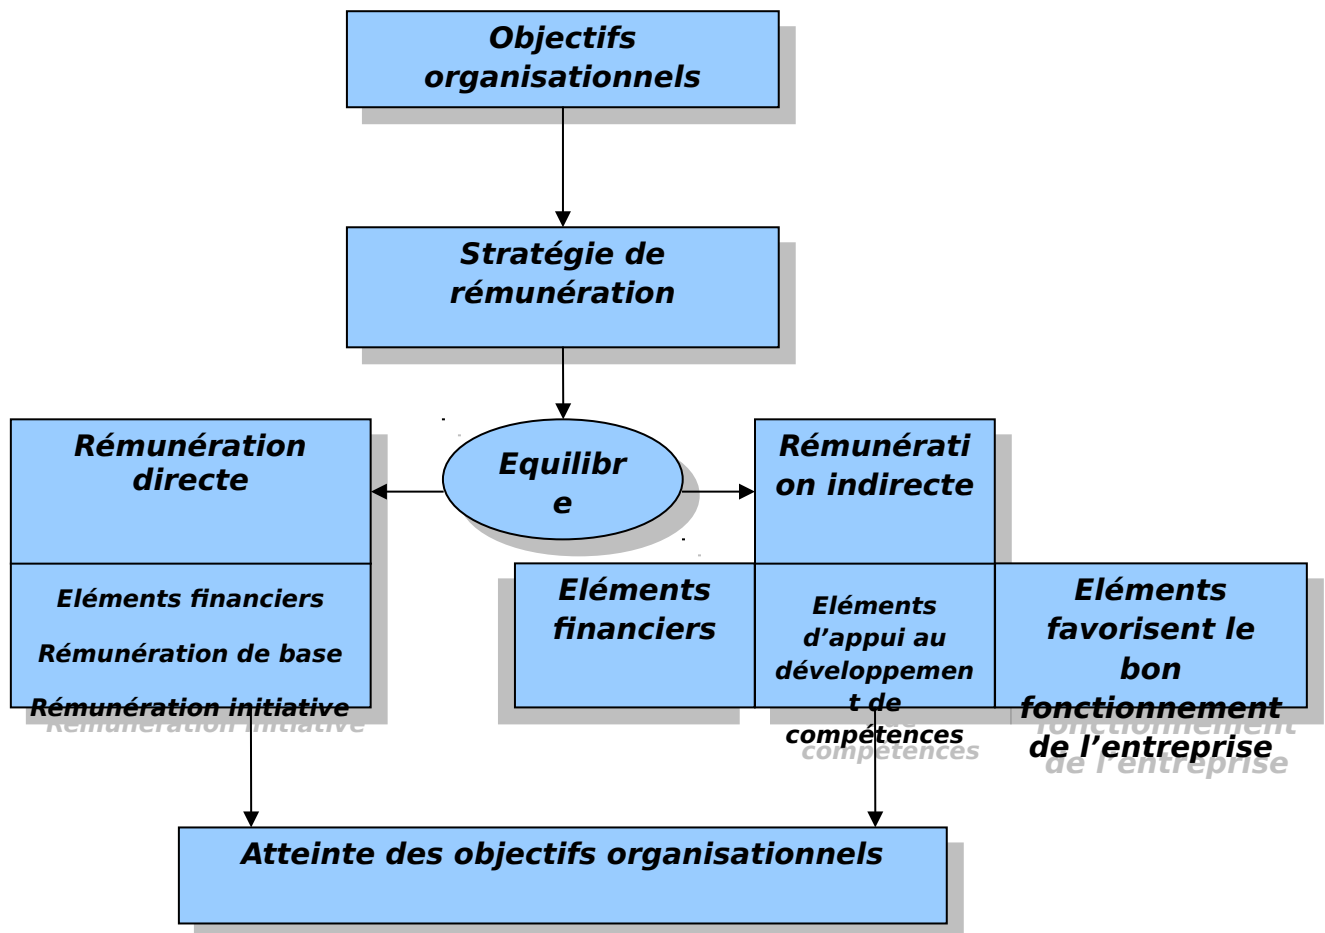 Objectifs
organisationnels
Stratégie de
rémunération
Rémunération
directe
Equilibr
e
Rémunérati
on indirecte
Eléments financiers
Rémunération de base
Rémunération initiative
Eléments
financiers
Eléments
d’appui au
développemen
t de
compétences
Eléments
favorisent le
bon
fonctionnement
de l’entreprise
Atteinte des objectifs organisationnels